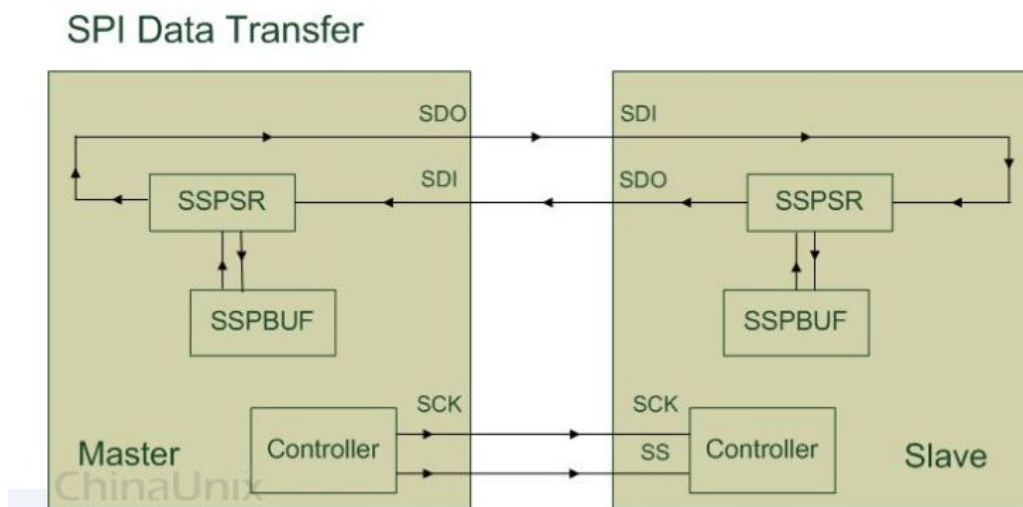 SPI Data Transfer
SDO SDI
SDI SDO
SSPSR SSPSR
SSPBUF SSPBUF
SCK SCK
Controller SS Controller
Master Slave
ChinaUnix